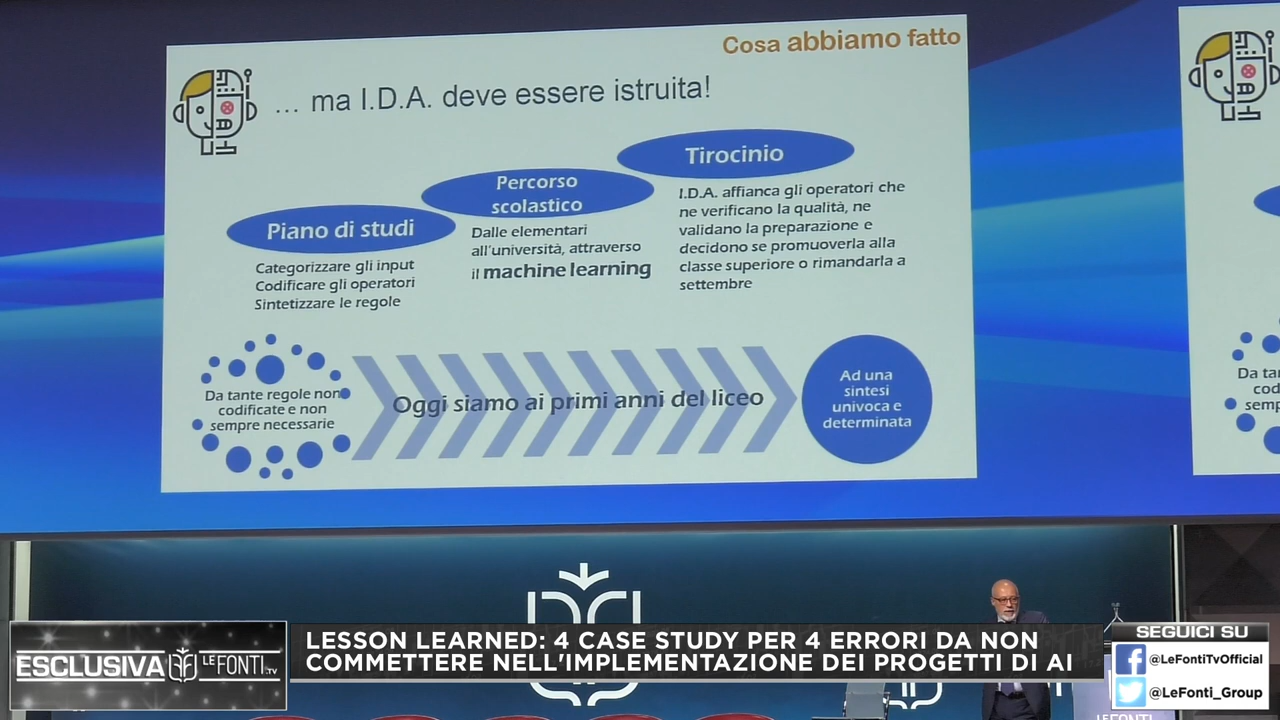 Cosa abbiamo fatto
... ma I.D.A. deve essere istruita!
Piano di studi
Categorizzare gli input
Codificare gli operatori
Sintetizzare le regole
Percorso
scolastico
Dalle elementari
all'università, attraverso
il machine learning
Tirocinio
I.D.A. affianca gli operatori che
ne verificano la qualità, ne
validano la preparazione e
decidono se promuoverla alla
classe superiore o rimandarla a
settembre
Da tante regole non
codificate e non
sempre necessarie
Oggi siamo ai primi anni del liceo
Ad una
sintesi
univoca e
determinata
ESCLUSIVA LE FONTI.TV
LESSON LEARNED: 4 CASE STUDY PER 4 ERRORI DA NON
COMMETTERE NELL'IMPLEMENTAZIONE DEI PROGETTI DI AI
SEGUICI SU
@LeFontiTvOfficial
@LeFonti_Group